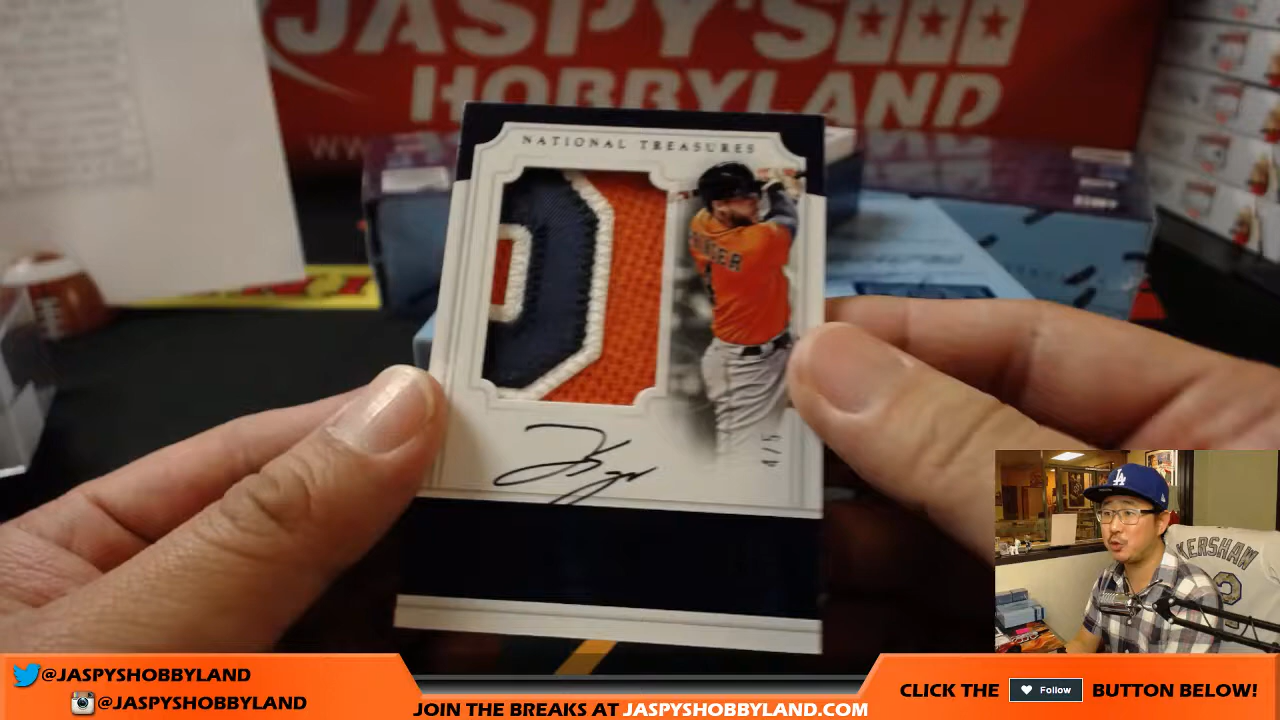 JASPY'S
HOBBYLAND
NATIONAL TREASURES
4/5
KERSHAW
@JASPYSHOBBYLAND
@JASPYSHOBBYLAND
JOIN THE BREAKS AT JASPYSHOBBYLAND.COM
CLICK THE Follow BUTTON BELOW!